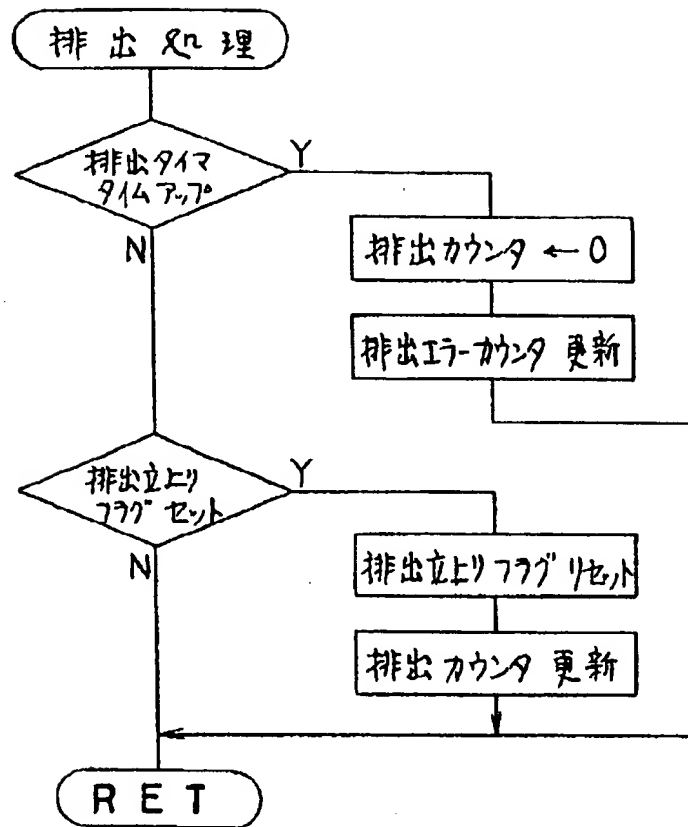 排出処理
排出タイマ
タイムアップ
Y
N
排出カウンタ ← 0
排出エラーカウンタ 更新
排出立上り
フラグ セット
Y
N
排出立上りフラグ リセット
排出カウンタ 更新
RET